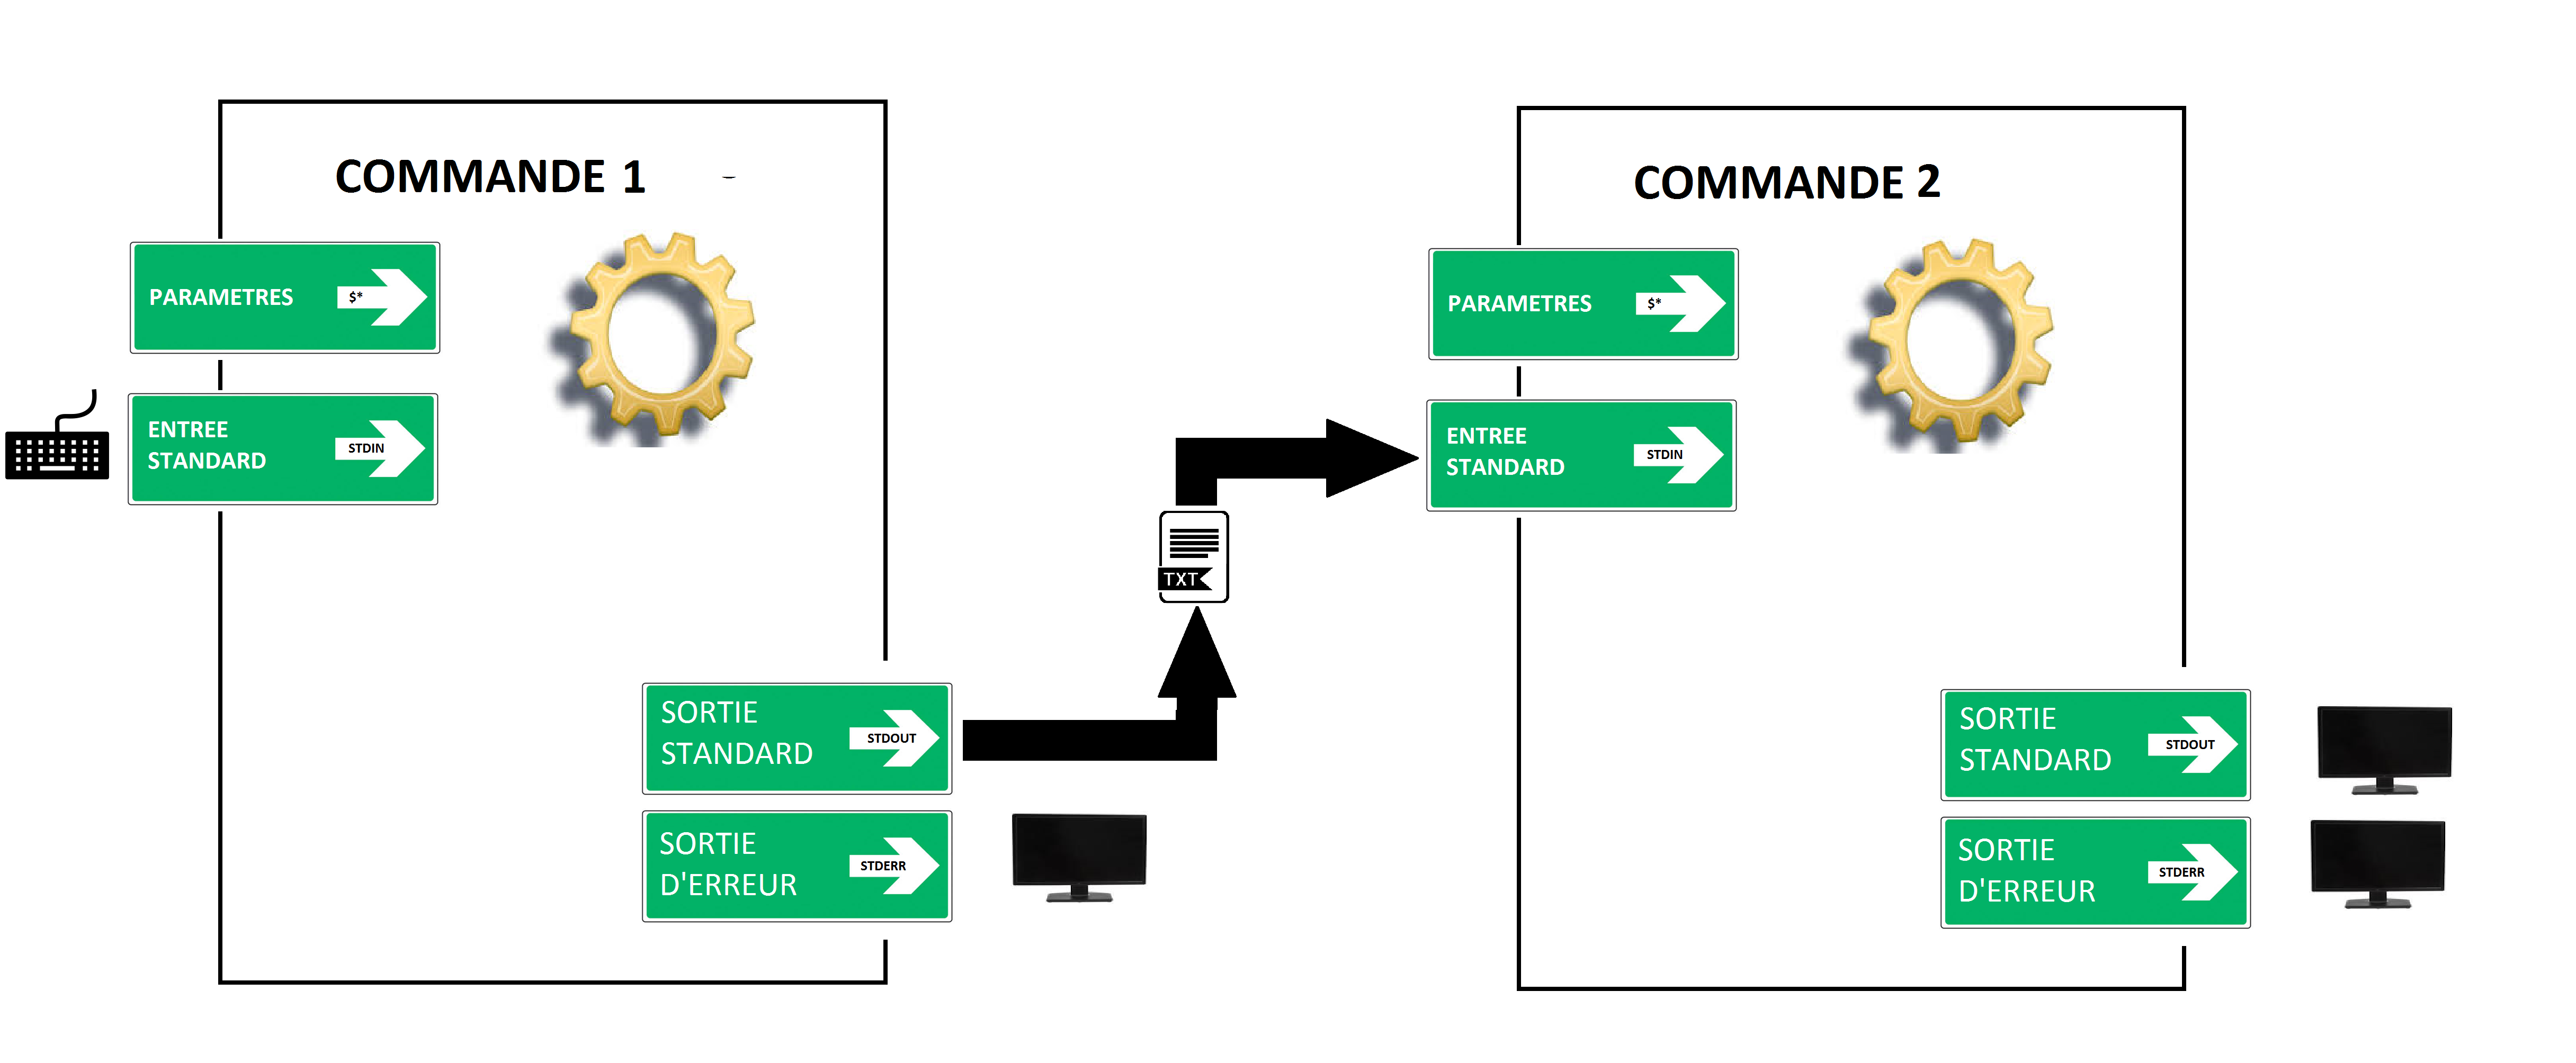 COMMANDE 1
PARAMETRES $*
ENTREE
STANDARD
STDIN
SORTIE
STANDARD
STDOUT
SORTIE
D'ERREUR
STDERR
TXT
COMMANDE 2
PARAMETRES $*
ENTREE
STANDARD
STDIN
SORTIE
STANDARD
STDOUT
SORTIE
D'ERREUR
STDERR